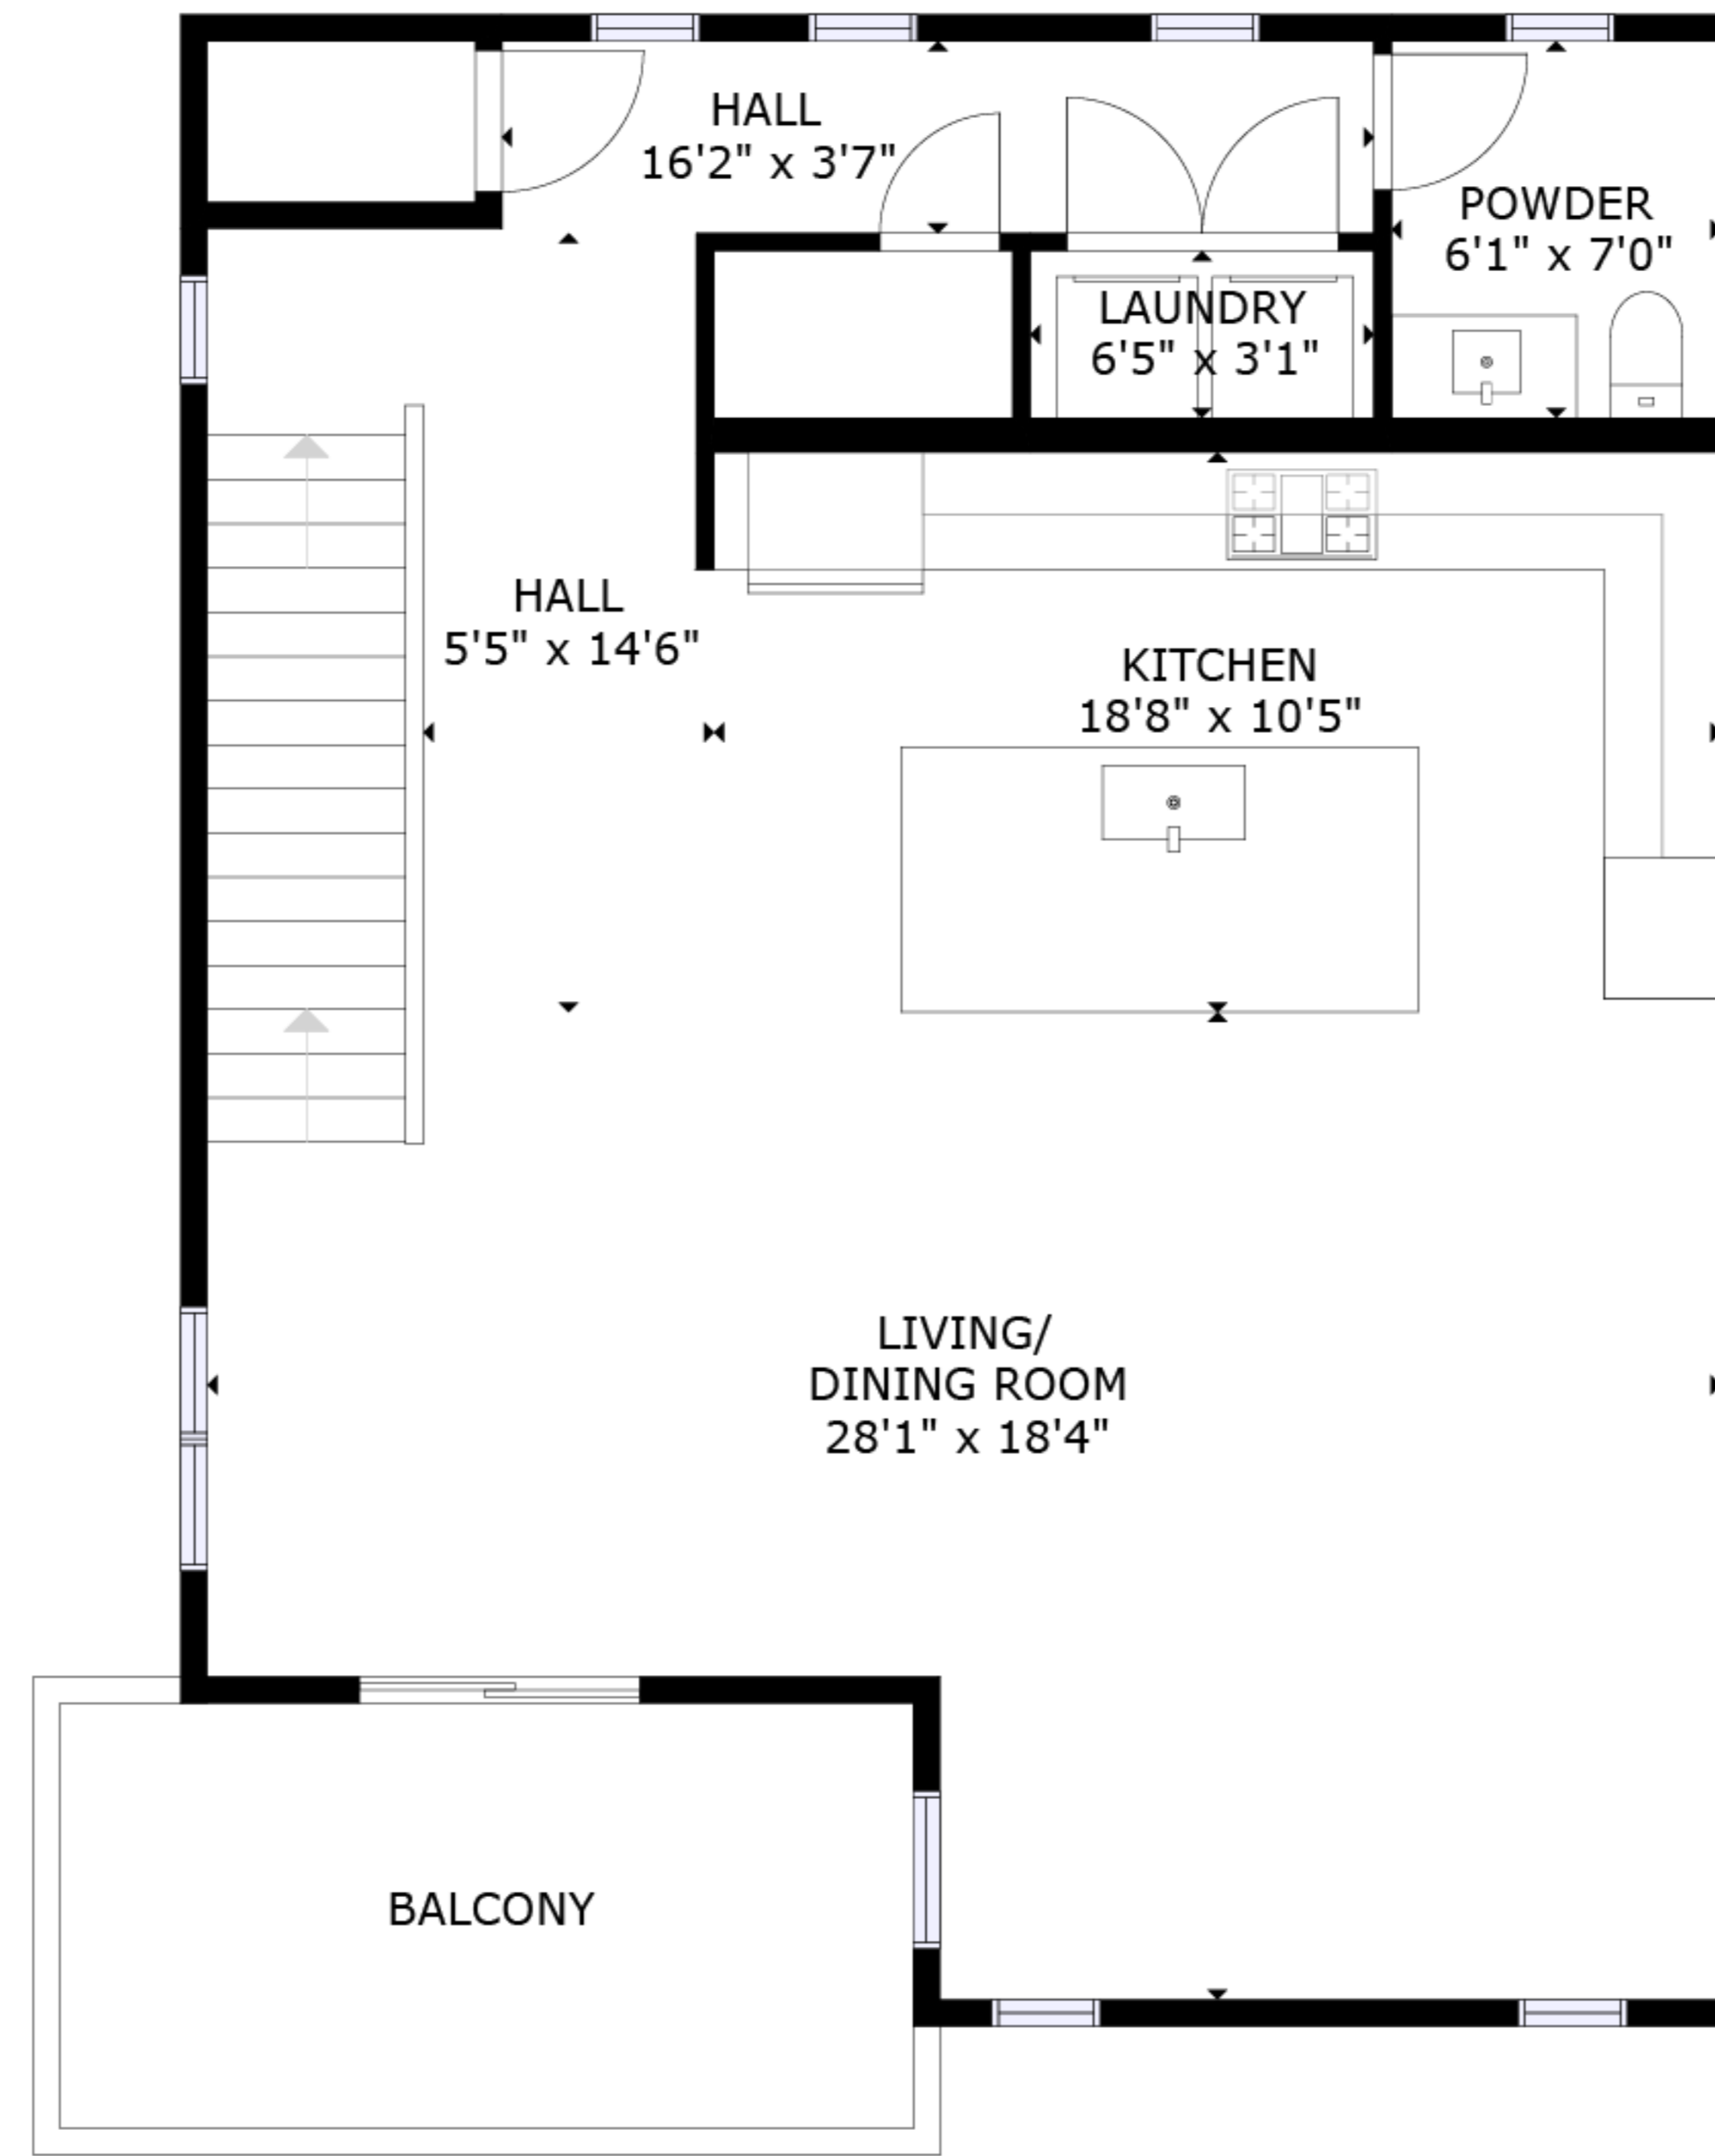 HALL
16'2" x 3'7"
POWDER
6'1" x 7'0"
LAUNDRY
6'5" x 3'1"
HALL
5'5" x 14'6"
KITCHEN
18'8" x 10'5"
LIVING/
DINING ROOM
28'1" x 18'4"
BALCONY